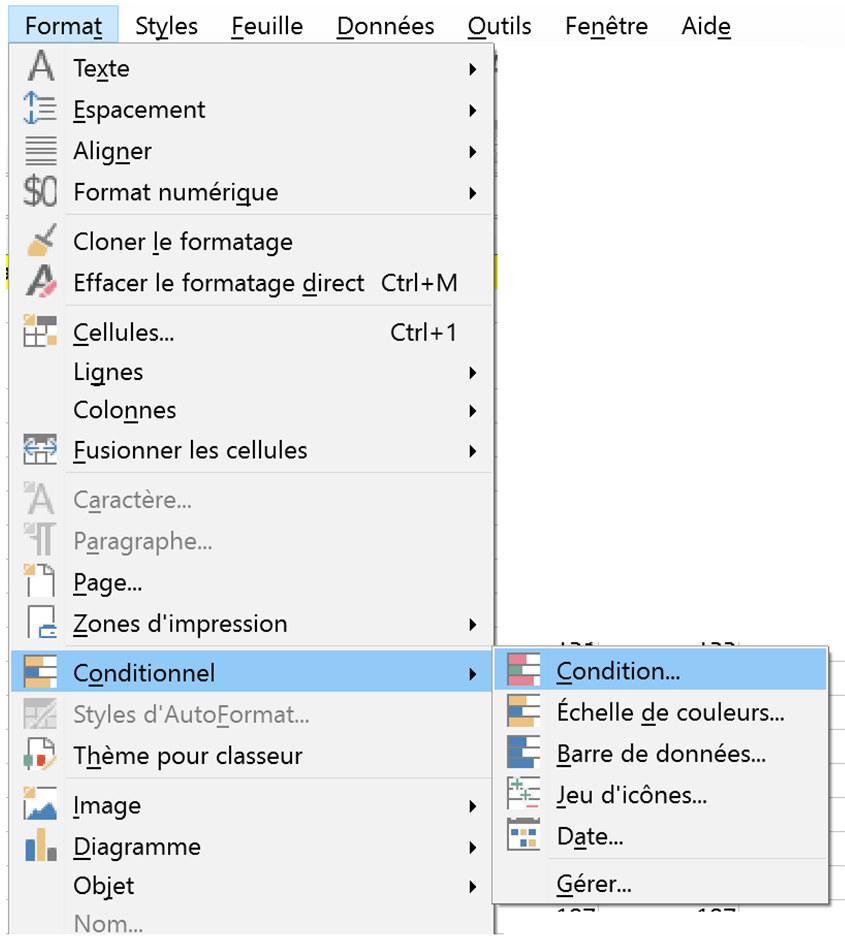 Format Styles Feuille Données Outils Fenêtre Aide
Texte
Espacement
Aligner
Format numérique
Cloner le formatage
Effacer le formatage direct Ctrl+M
Cellules... Ctrl+1
Lignes
Colonnes
Fusionner les cellules
Caractère...
Paragraphe...
Page...
Zones d'impression
Conditionnel
Styles d'AutoFormat...
Thème pour classeur
Image
Diagramme
Objet
Nom...
Condition...
Échelle de couleurs...
Barre de données...
Jeu d'icônes...
Date...
Gérer...